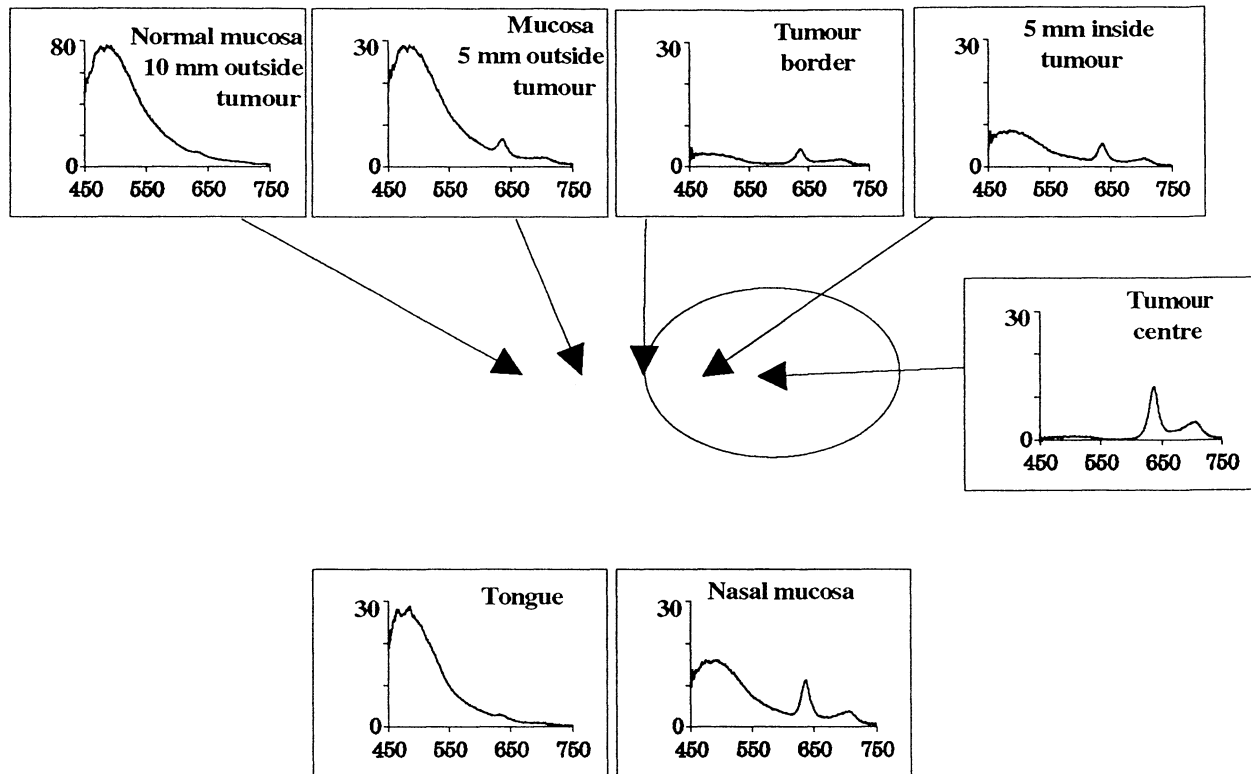 Normal mucosa
10 mm outside
tumour
80
0
450 550 650 750
Mucosa
5 mm outside
tumour
30
0
450 550 650 750
Tumour
border
30
0
450 550 650 750
5 mm inside
tumour
30
0
450 550 650 750
Tumour
centre
30
0
450 550 650 750
Tongue
30
0
450 550 650 750
Nasal mucosa
30
0
450 550 650 750